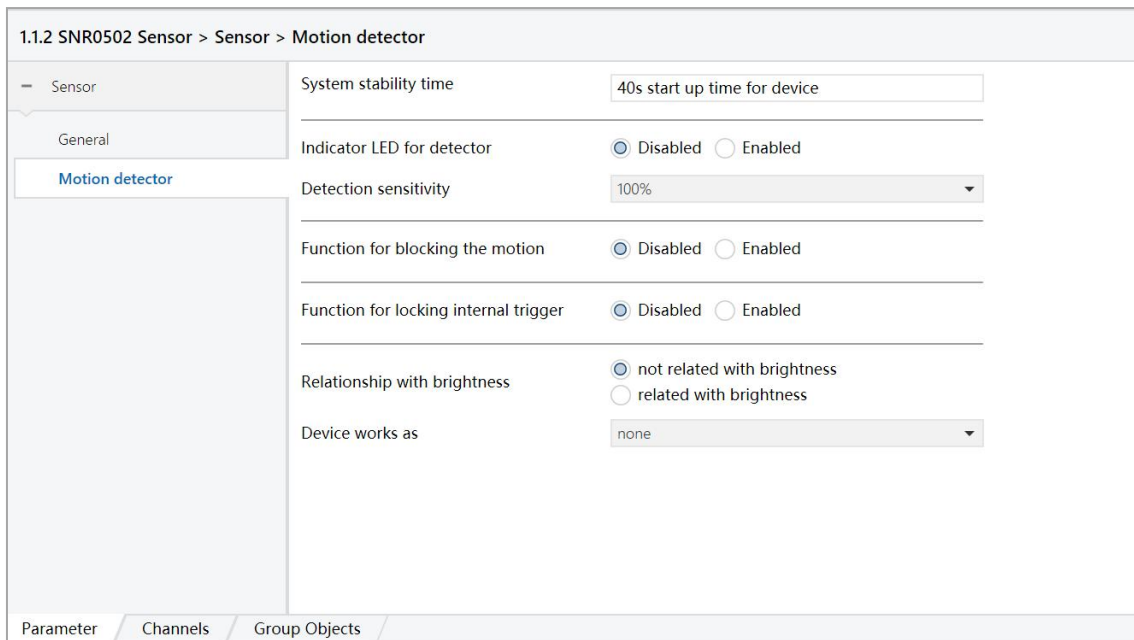 1.1.2 SNR0502 Sensor > Sensor > Motion detector
Sensor
General
Motion detector
System stability time
40s start up time for device
Indicator LED for detector
Disabled Enabled
Detection sensitivity
100%
Function for blocking the motion
Disabled Enabled
Function for locking internal trigger
Disabled Enabled
Relationship with brightness
not related with brightness
related with brightness
Device works as
none
Parameter Channels Group Objects